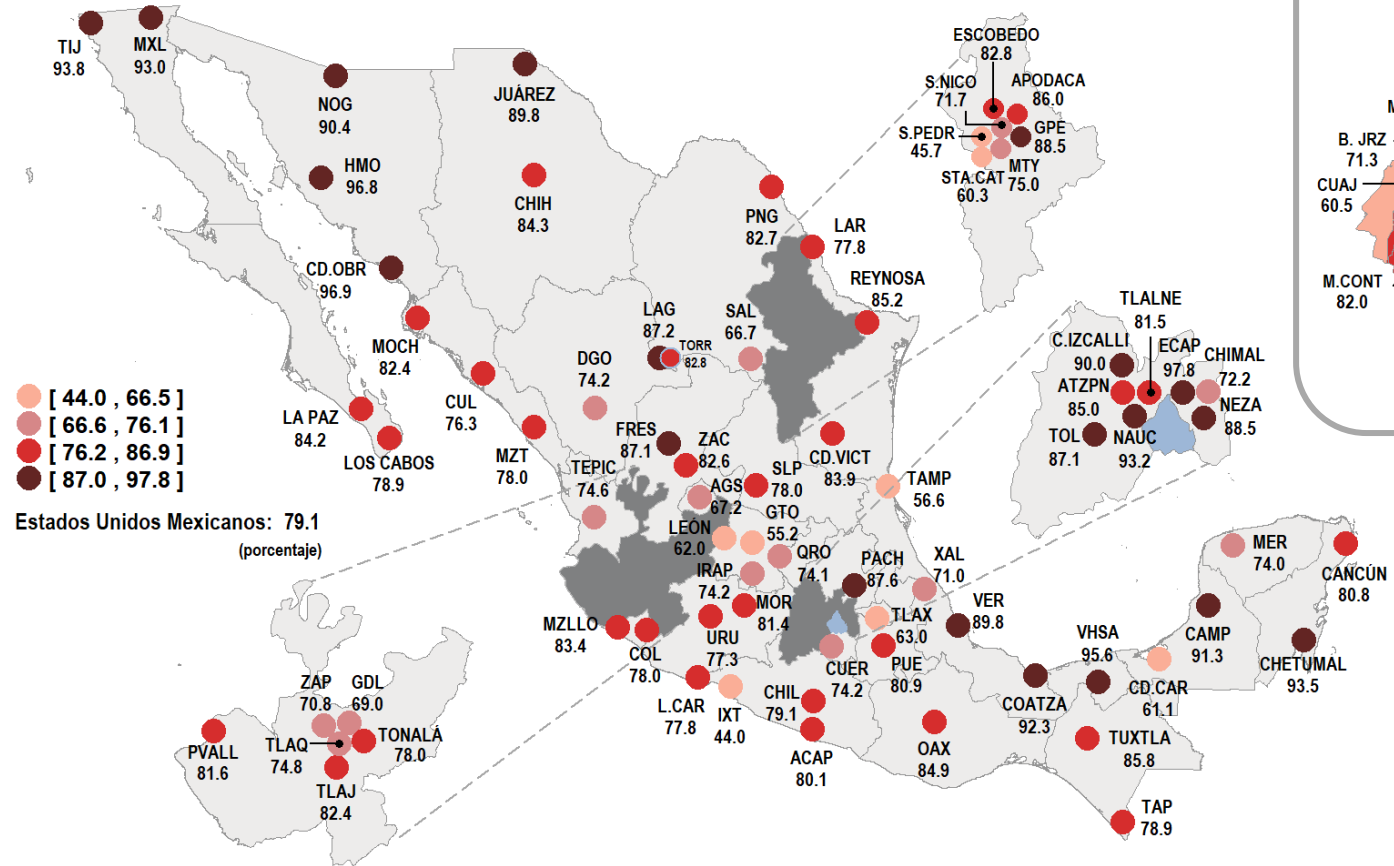 TIJ
93.8
MXL
93.0
NOG
90.4
HMO
96.8
JUÁREZ
89.8
CHIH
84.3
CD.OBR
96.9
MOCH
82.4
CUL
76.3
LA PAZ
84.2
LOS CABOS
78.9
MZT
78.0
DGO
74.2
LAG
87.2
TORR
82.8
SAL
66.7
PNG
82.7
LAR
77.8
REYNOSA
85.2
ESCOBEDO
82.8
S.NICO
71.7
APODACA
86.0
S.PEDR
45.7
GPE
88.5
STA.CAT
60.3
MTY
75.0
M
B. JRZ
71.3
CUAJ
60.5
M.CONT
82.0
TLALNE
81.5
C.IZCALLI
90.0
ECAP
97.8
CHIMAL
72.2
ATZPN
85.0
NEZA
88.5
TOL
87.1
NAUC
93.2
[ 44.0 , 66.5 ]
[ 66.6 , 76.1 ]
[ 76.2 , 86.9 ]
[ 87.0 , 97.8 ]
Estados Unidos Mexicanos: 79.1
(porcentaje)
FRES
87.1
ZAC
82.6
TEPIC
74.6
AGS
67.2
SLP
78.0
CD.VICT
83.9
TAMP
56.6
LEÓN
62.0
GTO
55.2
QRO
74.1
IRAP
74.2
PACH
87.6
XAL
71.0
MOR
81.4
URU
77.3
TLAX
63.0
VER
89.8
MZLLO
83.4
COL
78.0
L.CAR
77.8
IXT
44.0
CUER
74.2
PUE
80.9
CHIL
79.1
ACAP
80.1
OAX
84.9
COATZA
92.3
VHSA
95.6
CD.CAR
61.1
TUXTLA
85.8
TAP
78.9
MER
74.0
CANCÚN
80.8
CAMP
91.3
CHETUMAL
93.5
ZAP
70.8
GDL
69.0
PVALL
81.6
TLAQ
74.8
TONALÁ
78.0
TLAJ
82.4